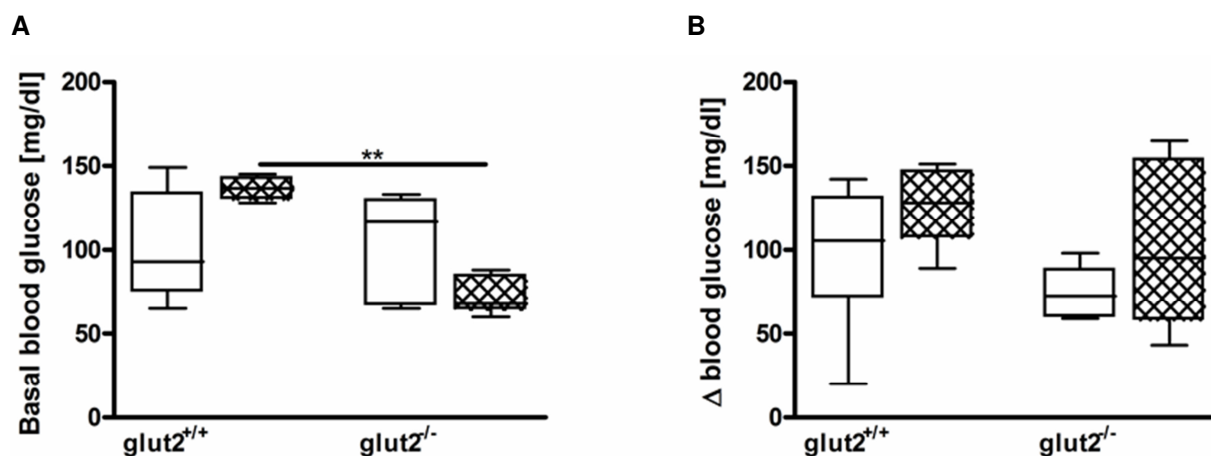 A
Basal blood glucose [mg/dl]
200
150
100
50
0
**
glut2+/+
glut2-/-
B
Δ blood glucose [mg/dl]
200
150
100
50
0
glut2+/+
glut2-/-